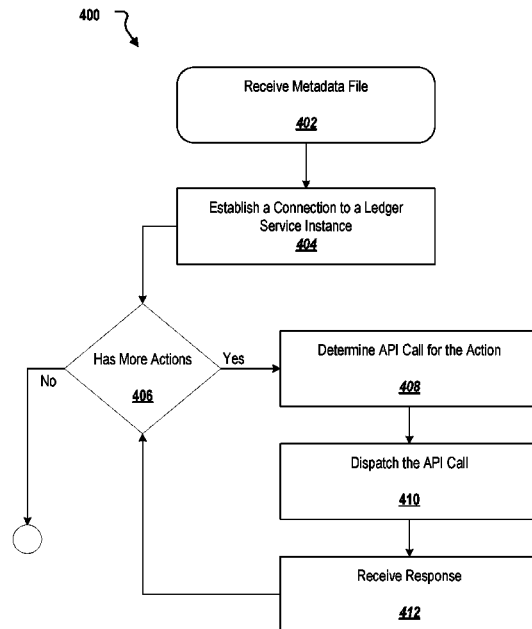 400
Receive Metadata File
402
Establish a Connection to a Ledger
Service Instance
404
Has More Actions
406
Yes
No
Determine API Call for the Action
408
Dispatch the API Call
410
Receive Response
412